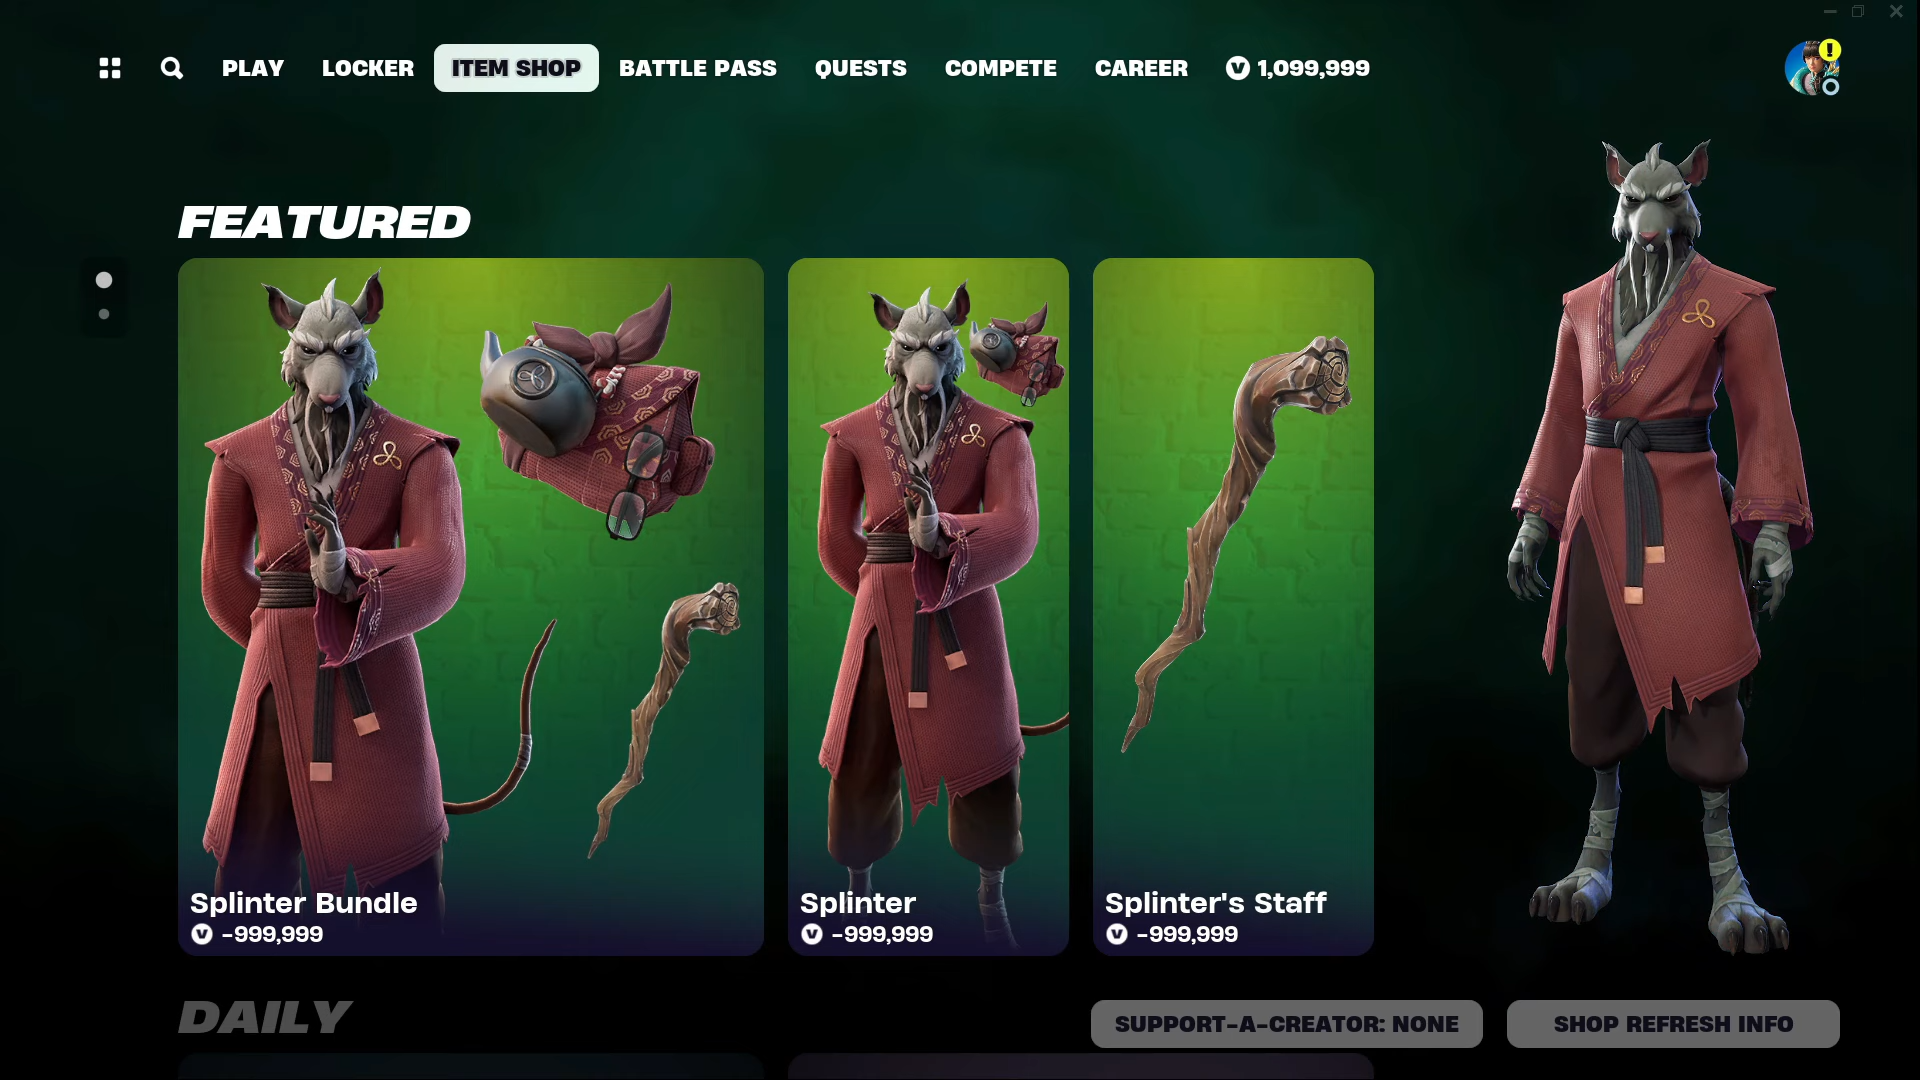 PLAY
LOCKER
ITEM SHOP
BATTLE PASS
QUESTS
COMPETE
CAREER
V 1,099,999
FEATURED
Splinter Bundle
V -999,999
Splinter
V -999,999
Splinter's Staff
V -999,999
DAILY
SUPPORT-A-CREATOR: NONE
SHOP REFRESH INFO